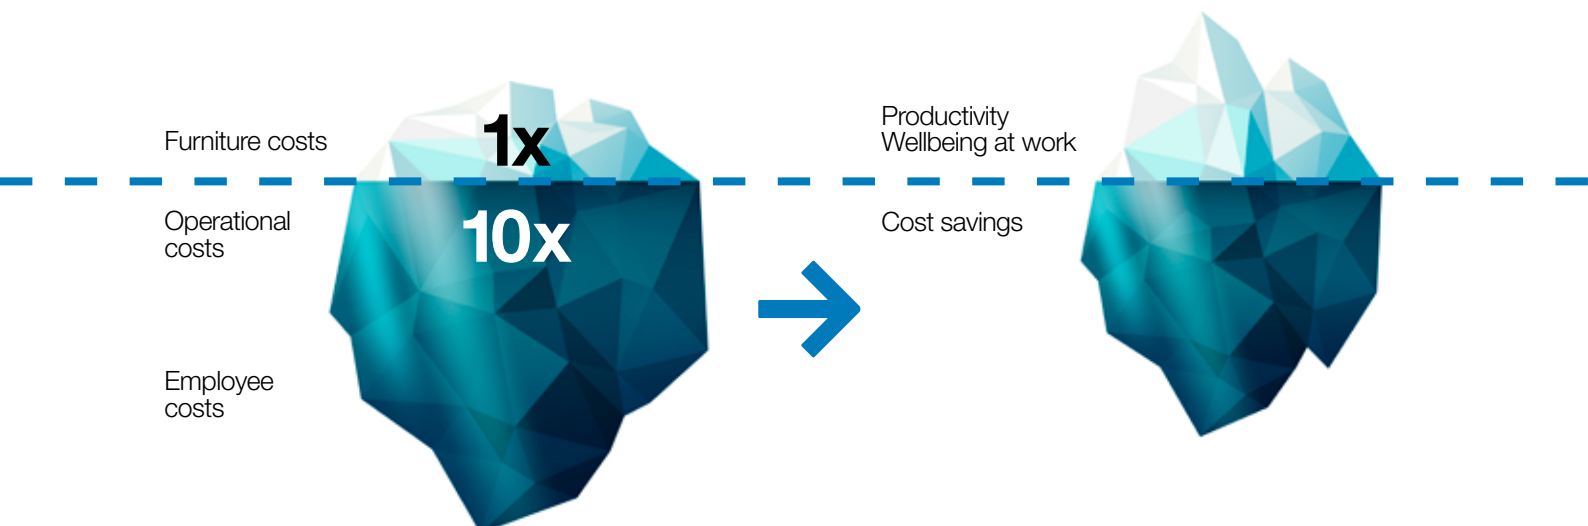 Furniture costs
1x
Operational
costs
10x
Employee
costs
Productivity
Wellbeing at work
Cost savings